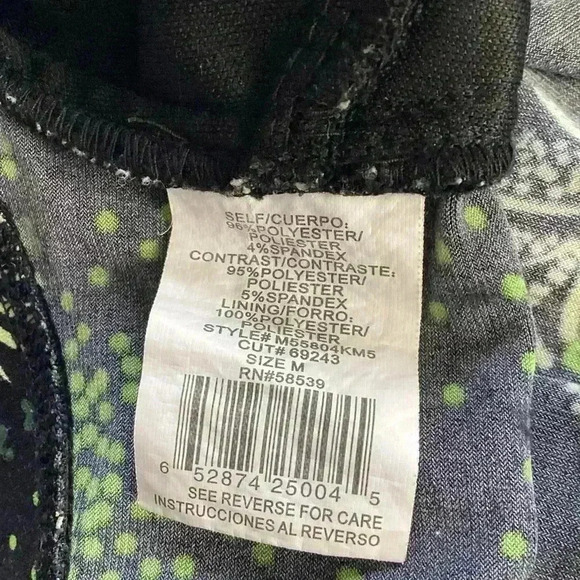 SELF/CUERPO:
96%POLYESTER/
POLIESTER
4%SPANDEX
CONTRAST/CONTRASTE:
95%POLYESTER/
POLIESTER
5%SPANDEX
LINING/FORRO:
100%POLYESTER/
POLIESTER
STYLE# M55804KM5
CUT# 69243
SIZE M
RN#58539
6 52874 25004 5
SEE REVERSE FOR CARE
INSTRUCCIONES AL REVERSO